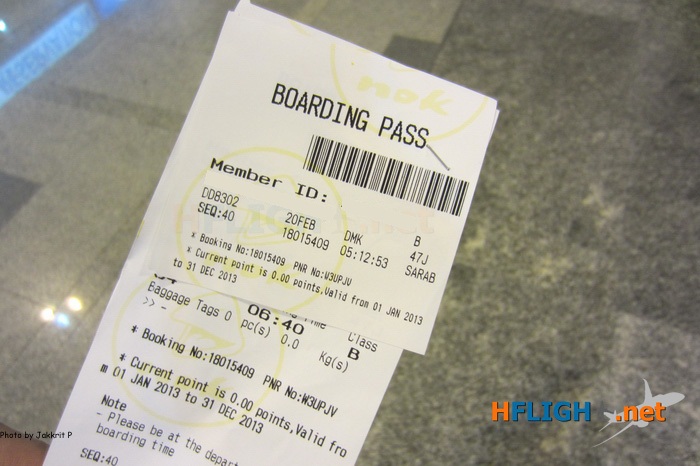 nok
BOARDING PASS
Member ID:
DD8302 20FEB DMK B
SEQ:40 18015409 05:12:53 47J
SARAB
* Booking No:18015409 PNR No:W3UPJU
* Current point is 0.00 points,Valid from 01 JAN 2013
to 31 DEC 2013
06:40 Class
Baggage Tags 0 pc(s) 0.0 Kg(s) B
>> -
* Booking No:18015409 PNR No:W3UPJV
* Current point is 0.00 points,Valid fro
m 01 JAN 2013 to 31 DEC 2013
Note
- Please be at the depart
boarding time
SEQ:40
HFLIGH.net
Photo by Jakkrit P